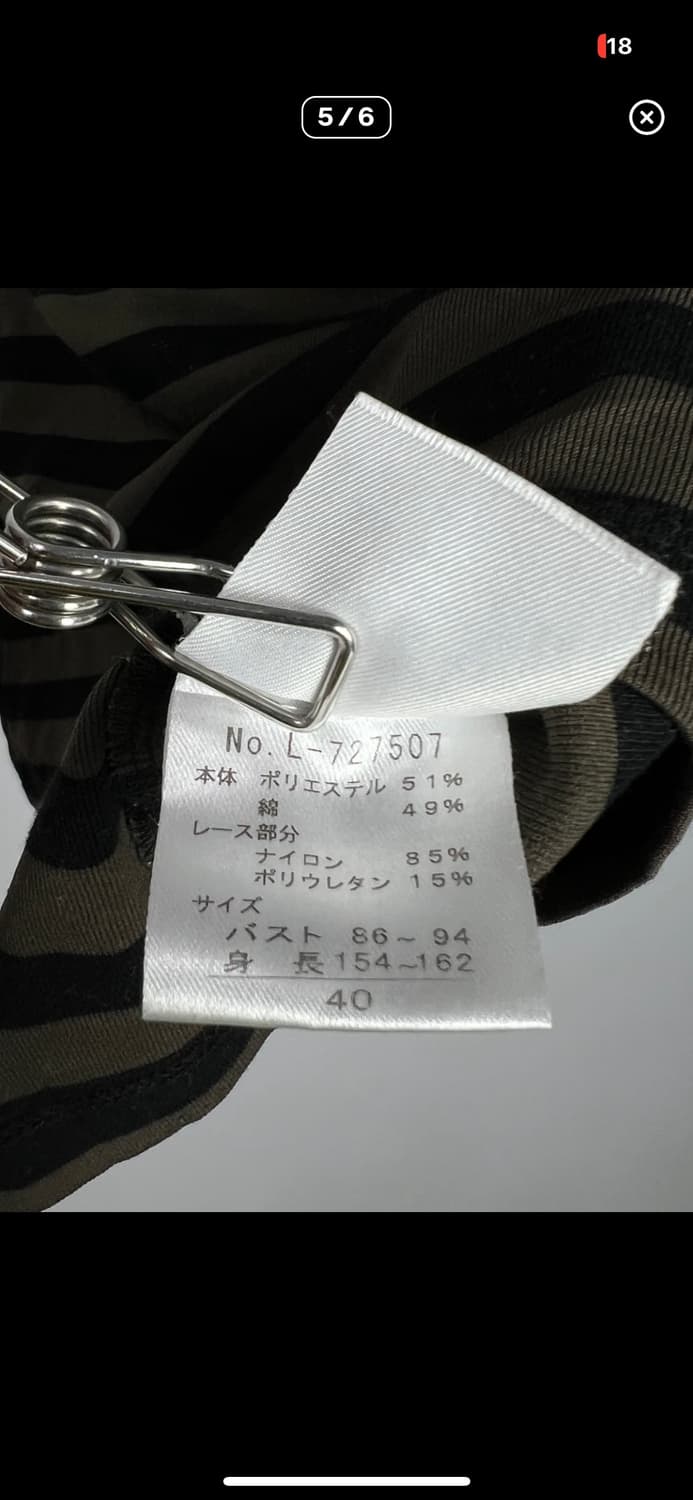 18
5/6
No. L-727507
本体 ポリエステル 51%
綿 49%
レース部分
ナイロン 85%
ポリウレタン 15%
サイズ
バスト 86~94
身 長 154~162
40